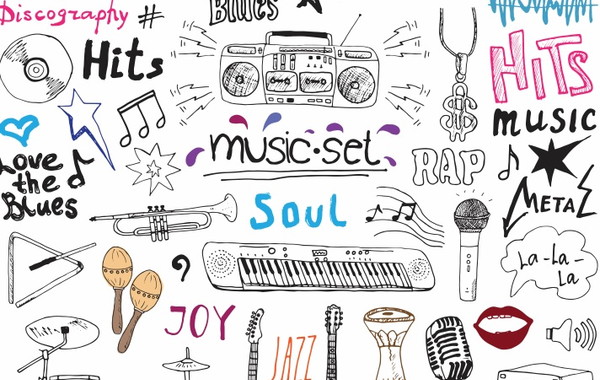 Discography #
BLUES
Hits
HITS
MUSIC
music.set
Love
the
Blues
RAP
METAL
Soul
La-La-
La
JOY
JAZZ